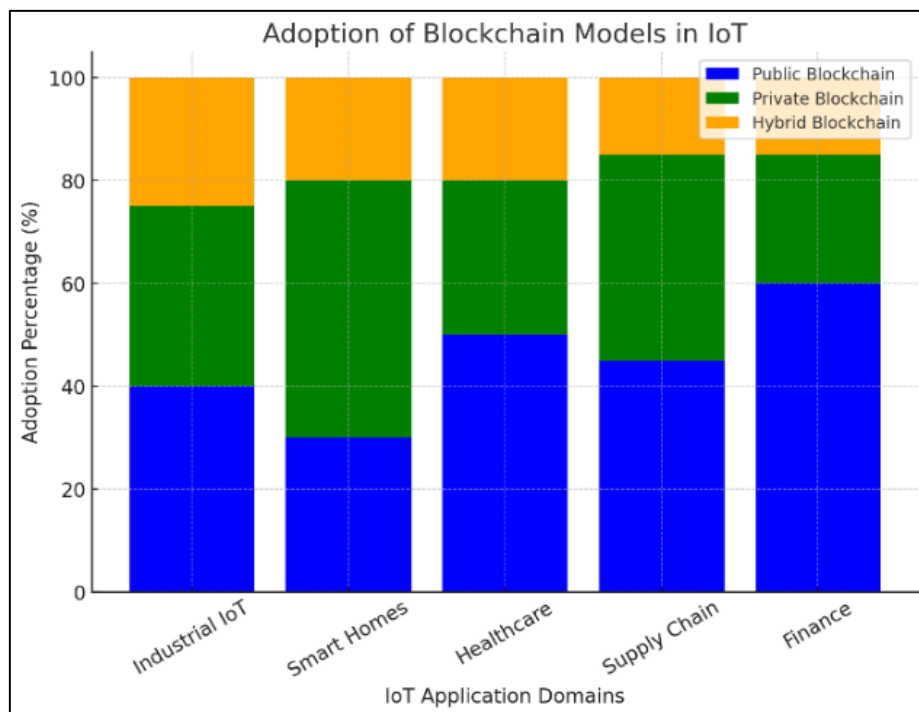 Adoption of Blockchain Models in IoT
Public Blockchain
Private Blockchain
Hybrid Blockchain
Adoption Percentage (%)
100
80
60
40
20
0
Industrial IoT
Smart Homes
Healthcare
Supply Chain
Finance
IoT Application Domains